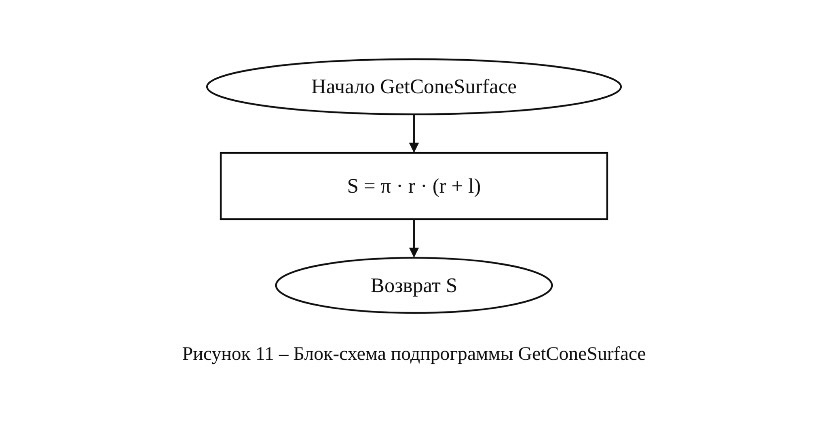 Начало GetConeSurface
S = π · r · (r + l)
Возврат S
Рисунок 11 – Блок-схема подпрограммы GetConeSurface